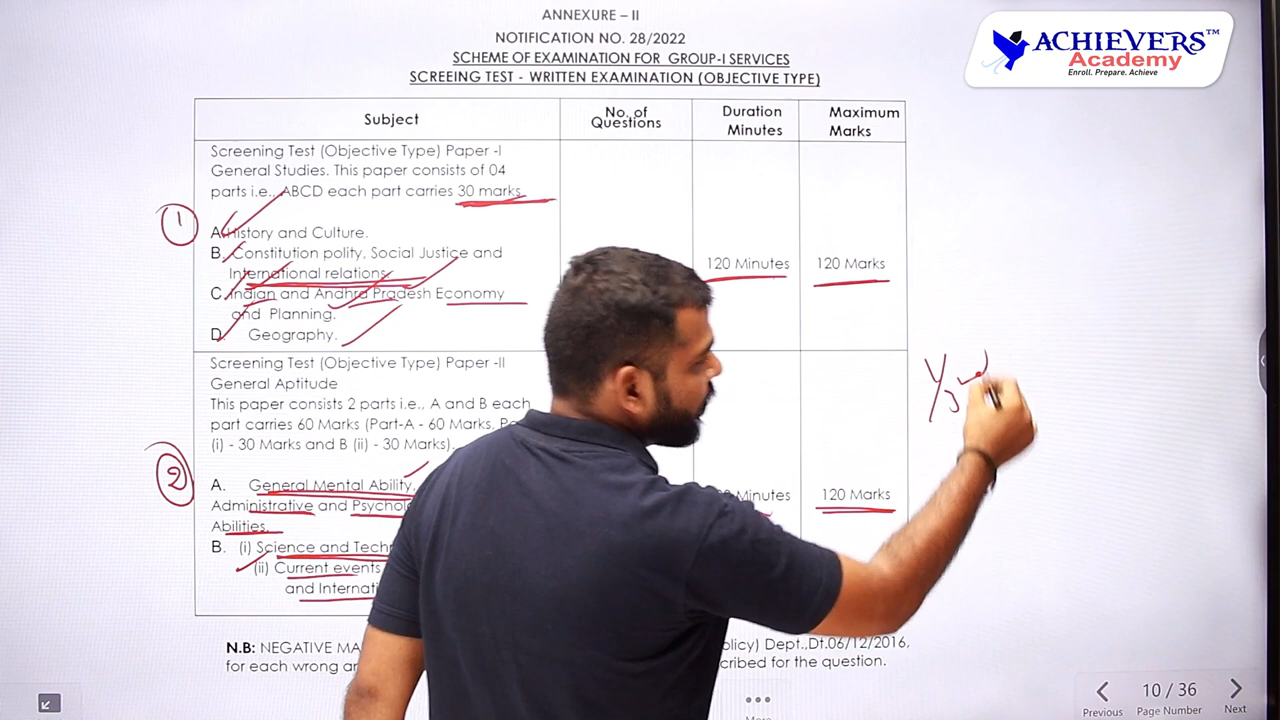 ANNEXURE – II
NOTIFICATION NO. 28/2022
SCHEME OF EXAMINATION FOR GROUP-I SERVICES
SCREEING TEST - WRITTEN EXAMINATION (OBJECTIVE TYPE)
ACHIEVERS™
Academy
Enroll. Prepare. Achieve
Subject
No. of
Questions
Duration
Minutes
Maximum
Marks
Screening Test (Objective Type) Paper -I
General Studies. This paper consists of 04
parts i.e., ABCD each part carries 30 marks
1
A. History and Culture.
B. Constitution polity, Social Justice and
International relations
C. Indian and Andhra Pradesh Economy
and Planning.
D. Geography.
120 Minutes
120 Marks
Screening Test (Objective Type) Paper -II
General Aptitude
This paper consists 2 parts i.e., A and B each
part carries 60 Marks (Part-A - 60 Marks,
(i) - 30 Marks and B (ii) - 30 Marks).
2
A. General Mental Ability,
Administrative and
Abilities.
B. (i) Science and
(ii) Current events
and
Minutes
120 Marks
1/3rd
N.B: NEGATIVE
olicy) Dept.,Dt.06/12/2016,
for each wrong
cribed for the question.
Previous
10 / 36
Page Number
Next
More